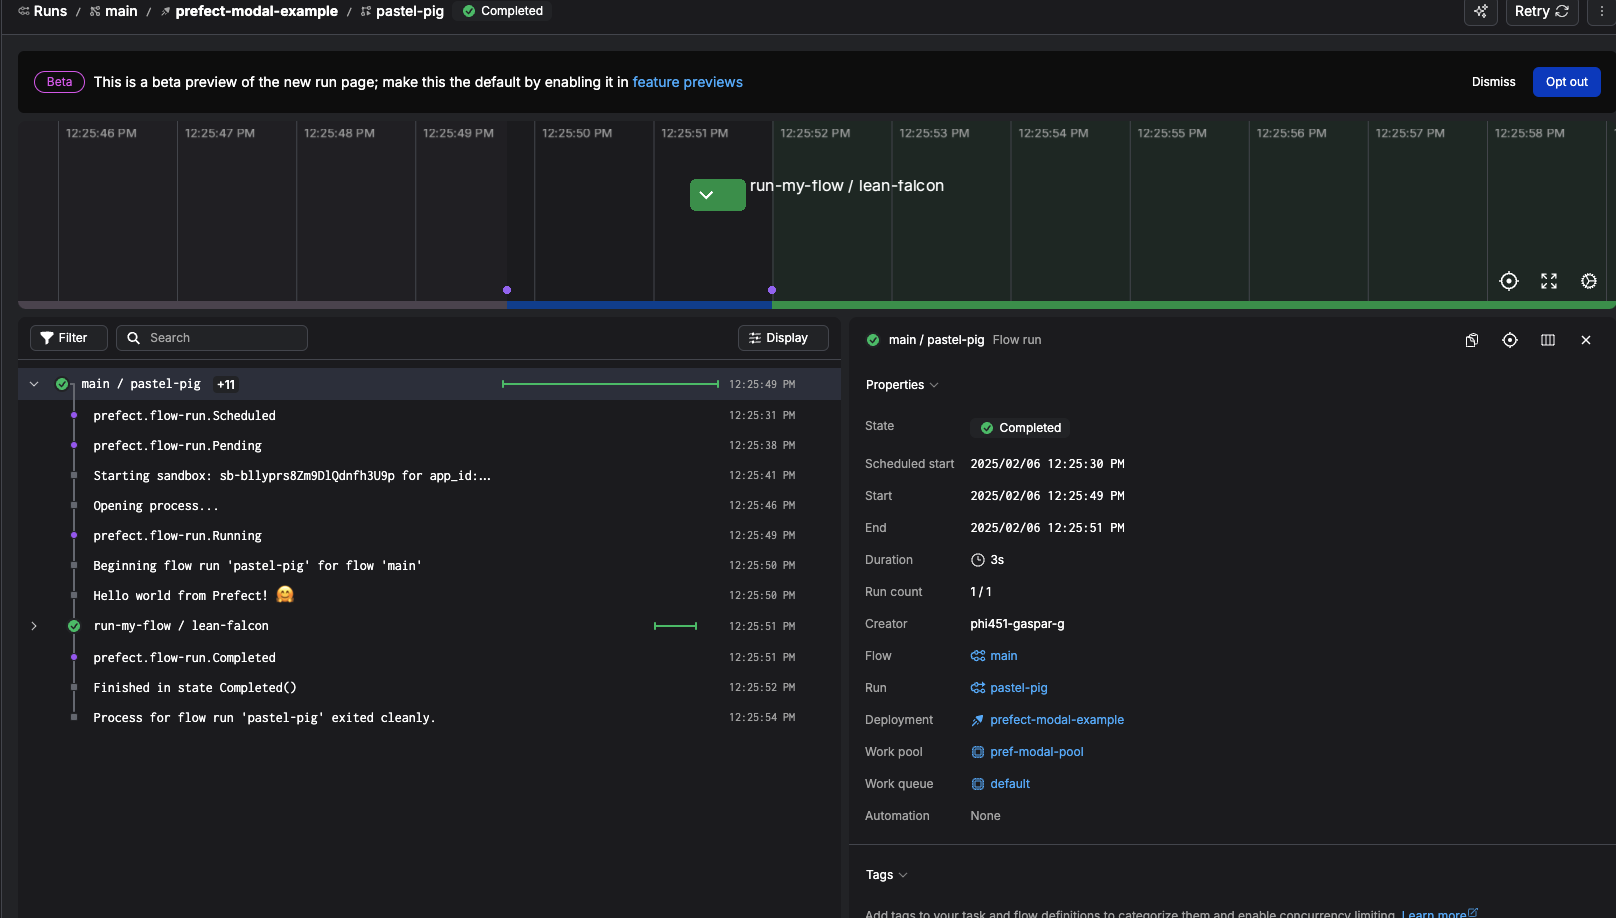 Runs / main / prefect-modal-example / pastel-pig Completed Retry
Beta This is a beta preview of the new run page; make this the default by enabling it in feature previews Dismiss Opt out
12:25:46 PM 12:25:47 PM 12:25:48 PM 12:25:49 PM 12:25:50 PM 12:25:51 PM 12:25:52 PM 12:25:53 PM 12:25:54 PM 12:25:55 PM 12:25:56 PM 12:25:57 PM 12:25:58 PM
run-my-flow / lean-falcon
Filter Search Display
main / pastel-pig +11 12:25:49 PM
prefect.flow-run.Scheduled 12:25:31 PM
prefect.flow-run.Pending 12:25:38 PM
Starting sandbox: sb-bllyprs8Zm9DlQdnfh3U9p for app_id:... 12:25:41 PM
Opening process... 12:25:46 PM
prefect.flow-run.Running 12:25:49 PM
Beginning flow run 'pastel-pig' for flow 'main' 12:25:50 PM
Hello world from Prefect! 🤗 12:25:50 PM
run-my-flow / lean-falcon 12:25:51 PM
prefect.flow-run.Completed 12:25:51 PM
Finished in state Completed() 12:25:52 PM
Process for flow run 'pastel-pig' exited cleanly. 12:25:54 PM
main / pastel-pig Flow run
Properties
State Completed
Scheduled start 2025/02/06 12:25:30 PM
Start 2025/02/06 12:25:49 PM
End 2025/02/06 12:25:51 PM
Duration 3s
Run count 1 / 1
Creator phi451-gaspar-g
Flow main
Run pastel-pig
Deployment prefect-modal-example
Work pool pref-modal-pool
Work queue default
Automation None
Tags
Add tags to your task and flow definitions to categorize them and enable concurrency limiting. Learn more